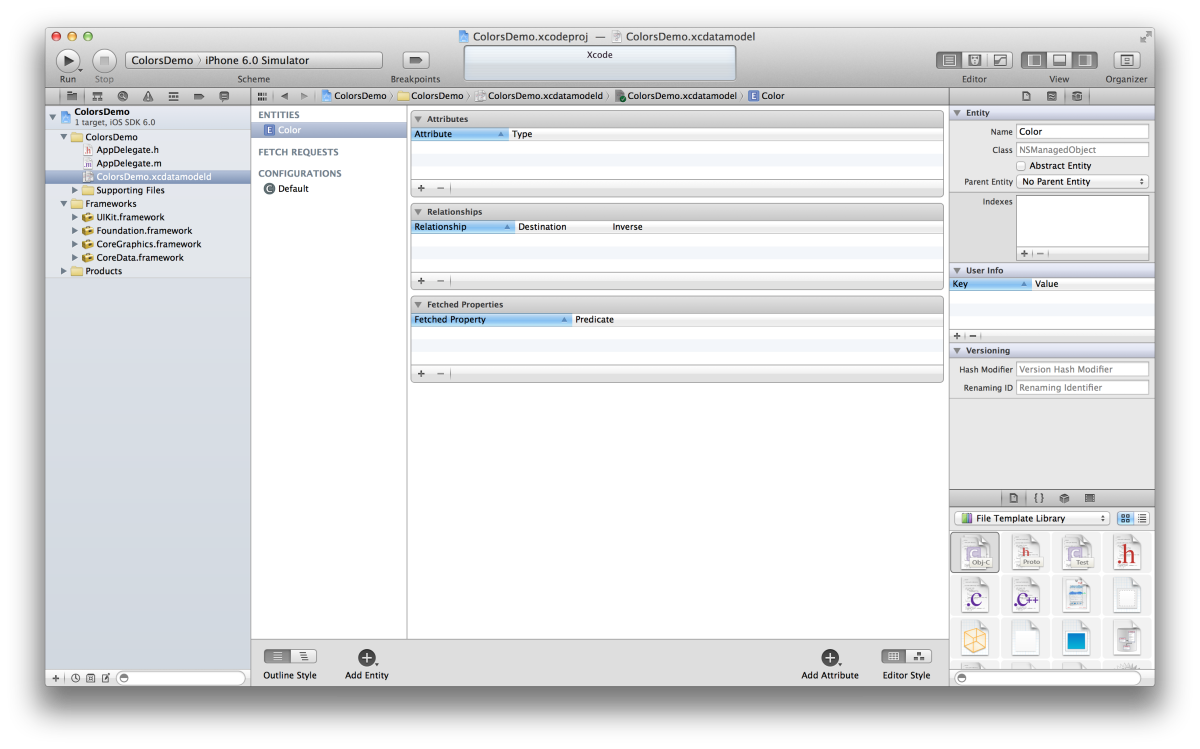 ColorsDemo.xcodeproj — ColorsDemo.xcdatamodel
ColorsDemo 〉 iPhone 6.0 Simulator
Xcode
Run
Stop
Scheme
Breakpoints
Editor
View
Organizer
ColorsDemo 〉 ColorsDemo 〉 ColorsDemo.xcdatamodeld 〉 ColorsDemo.xcdatamodel 〉 E Color
ColorsDemo
1 target, iOS SDK 6.0
ColorsDemo
h AppDelegate.h
m AppDelegate.m
ColorsDemo.xcdatamodeld
Supporting Files
Frameworks
UIKit.framework
Foundation.framework
CoreGraphics.framework
CoreData.framework
Products
ENTITIES
E Color
FETCH REQUESTS
CONFIGURATIONS
C Default
Attributes
Attribute Type
+ −
Relationships
Relationship Destination Inverse
+ −
Fetched Properties
Fetched Property Predicate
+ −
Entity
Name Color
Class NSManagedObject
Abstract Entity
Parent Entity No Parent Entity
Indexes
+ −
User Info
Key Value
+ −
Versioning
Hash Modifier Version Hash Modifier
Renaming ID Renaming Identifier
{}
File Template Library
Obj-C Proto Test .h
.c .c++
Outline Style
Add Entity
Add Attribute
Editor Style